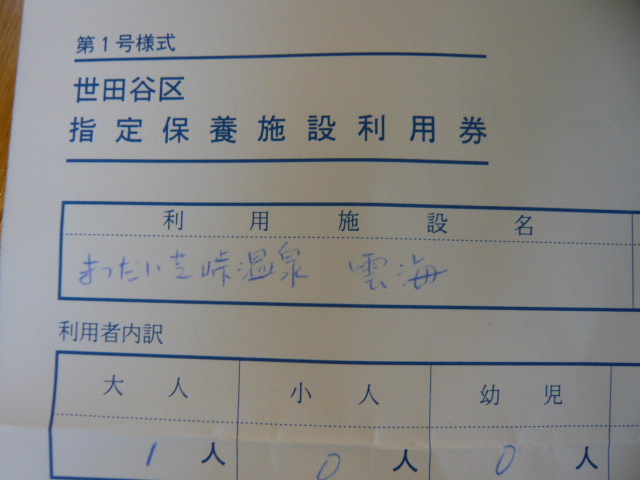 第1号様式
世田谷区
指定保養施設利用券
利用施設名
まつだい芝峠温泉 雲海
利用者内訳
大人 小人 幼児
1人 0人 0人